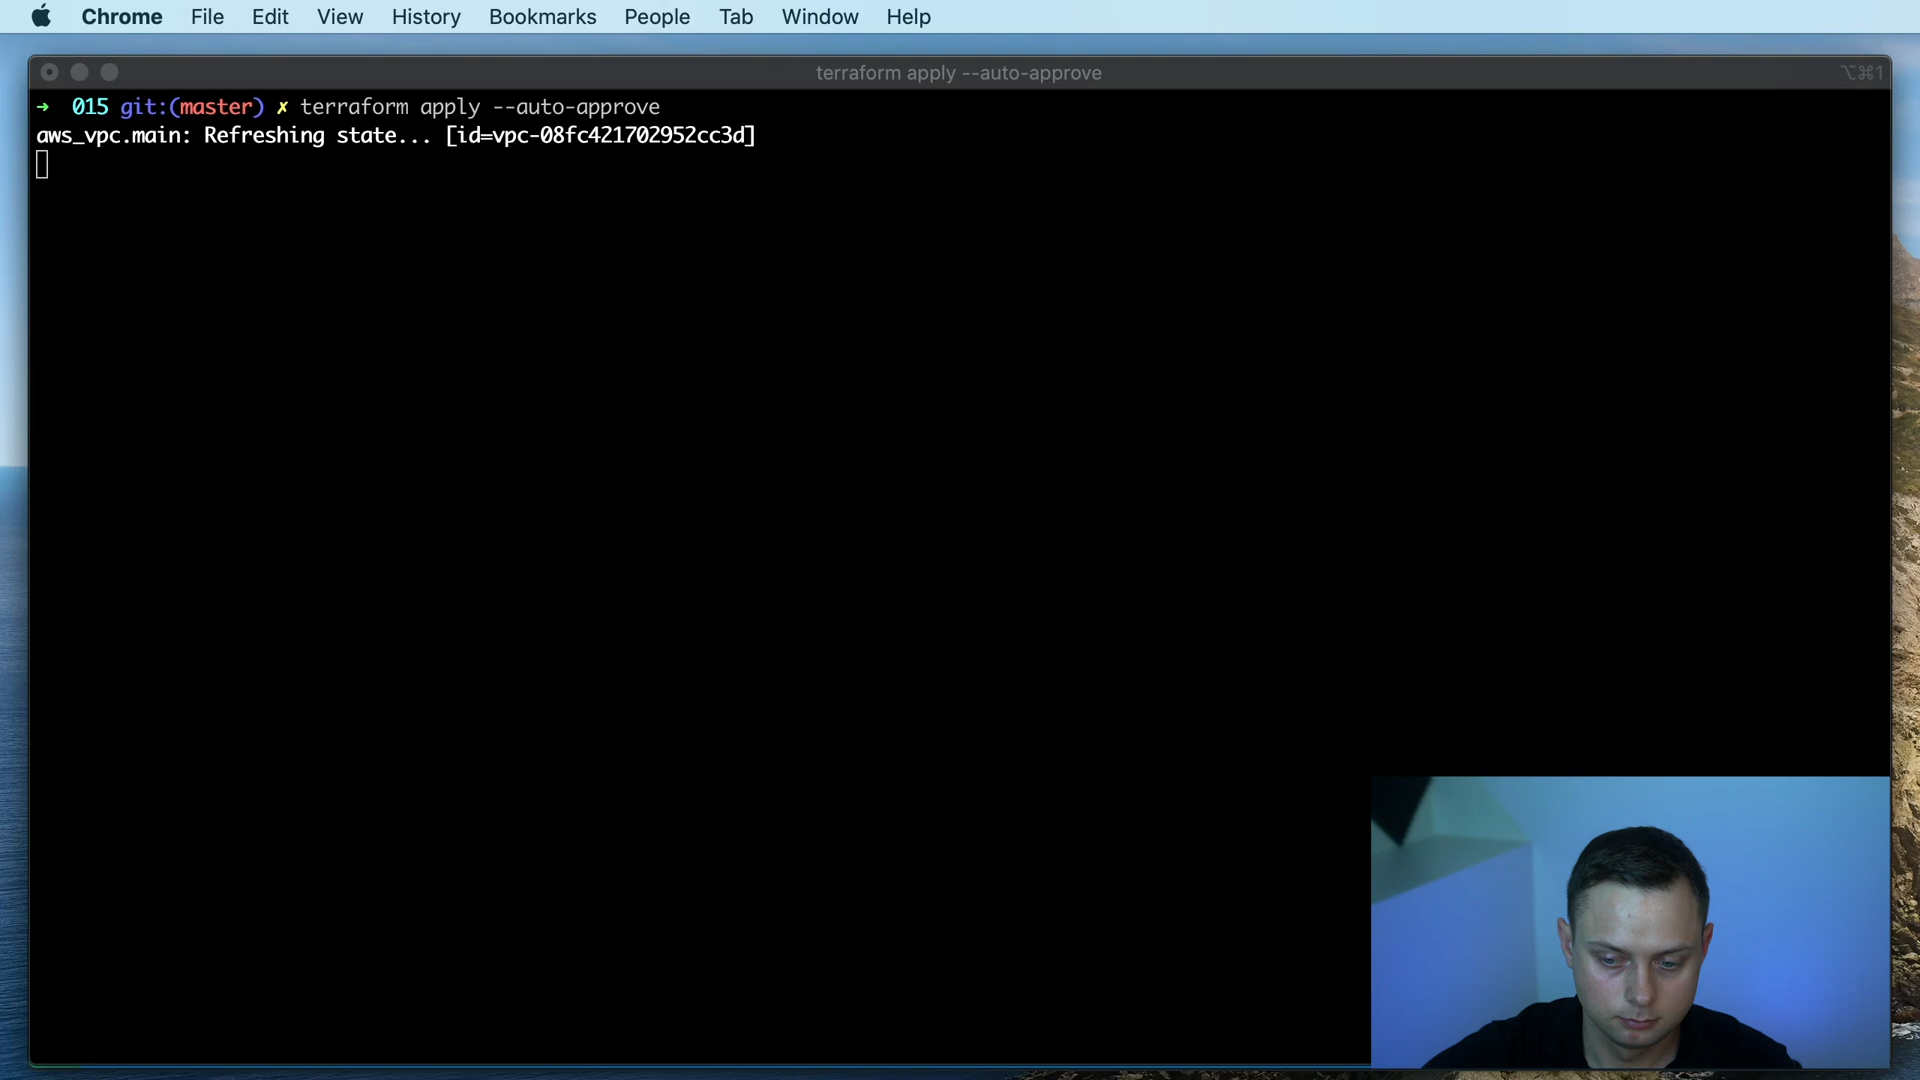 Chrome File Edit View History Bookmarks People Tab Window Help
terraform apply --auto-approve ⌥⌘1
➜ 015 git:(master) ✗ terraform apply --auto-approve
aws_vpc.main: Refreshing state... [id=vpc-08fc421702952cc3d]